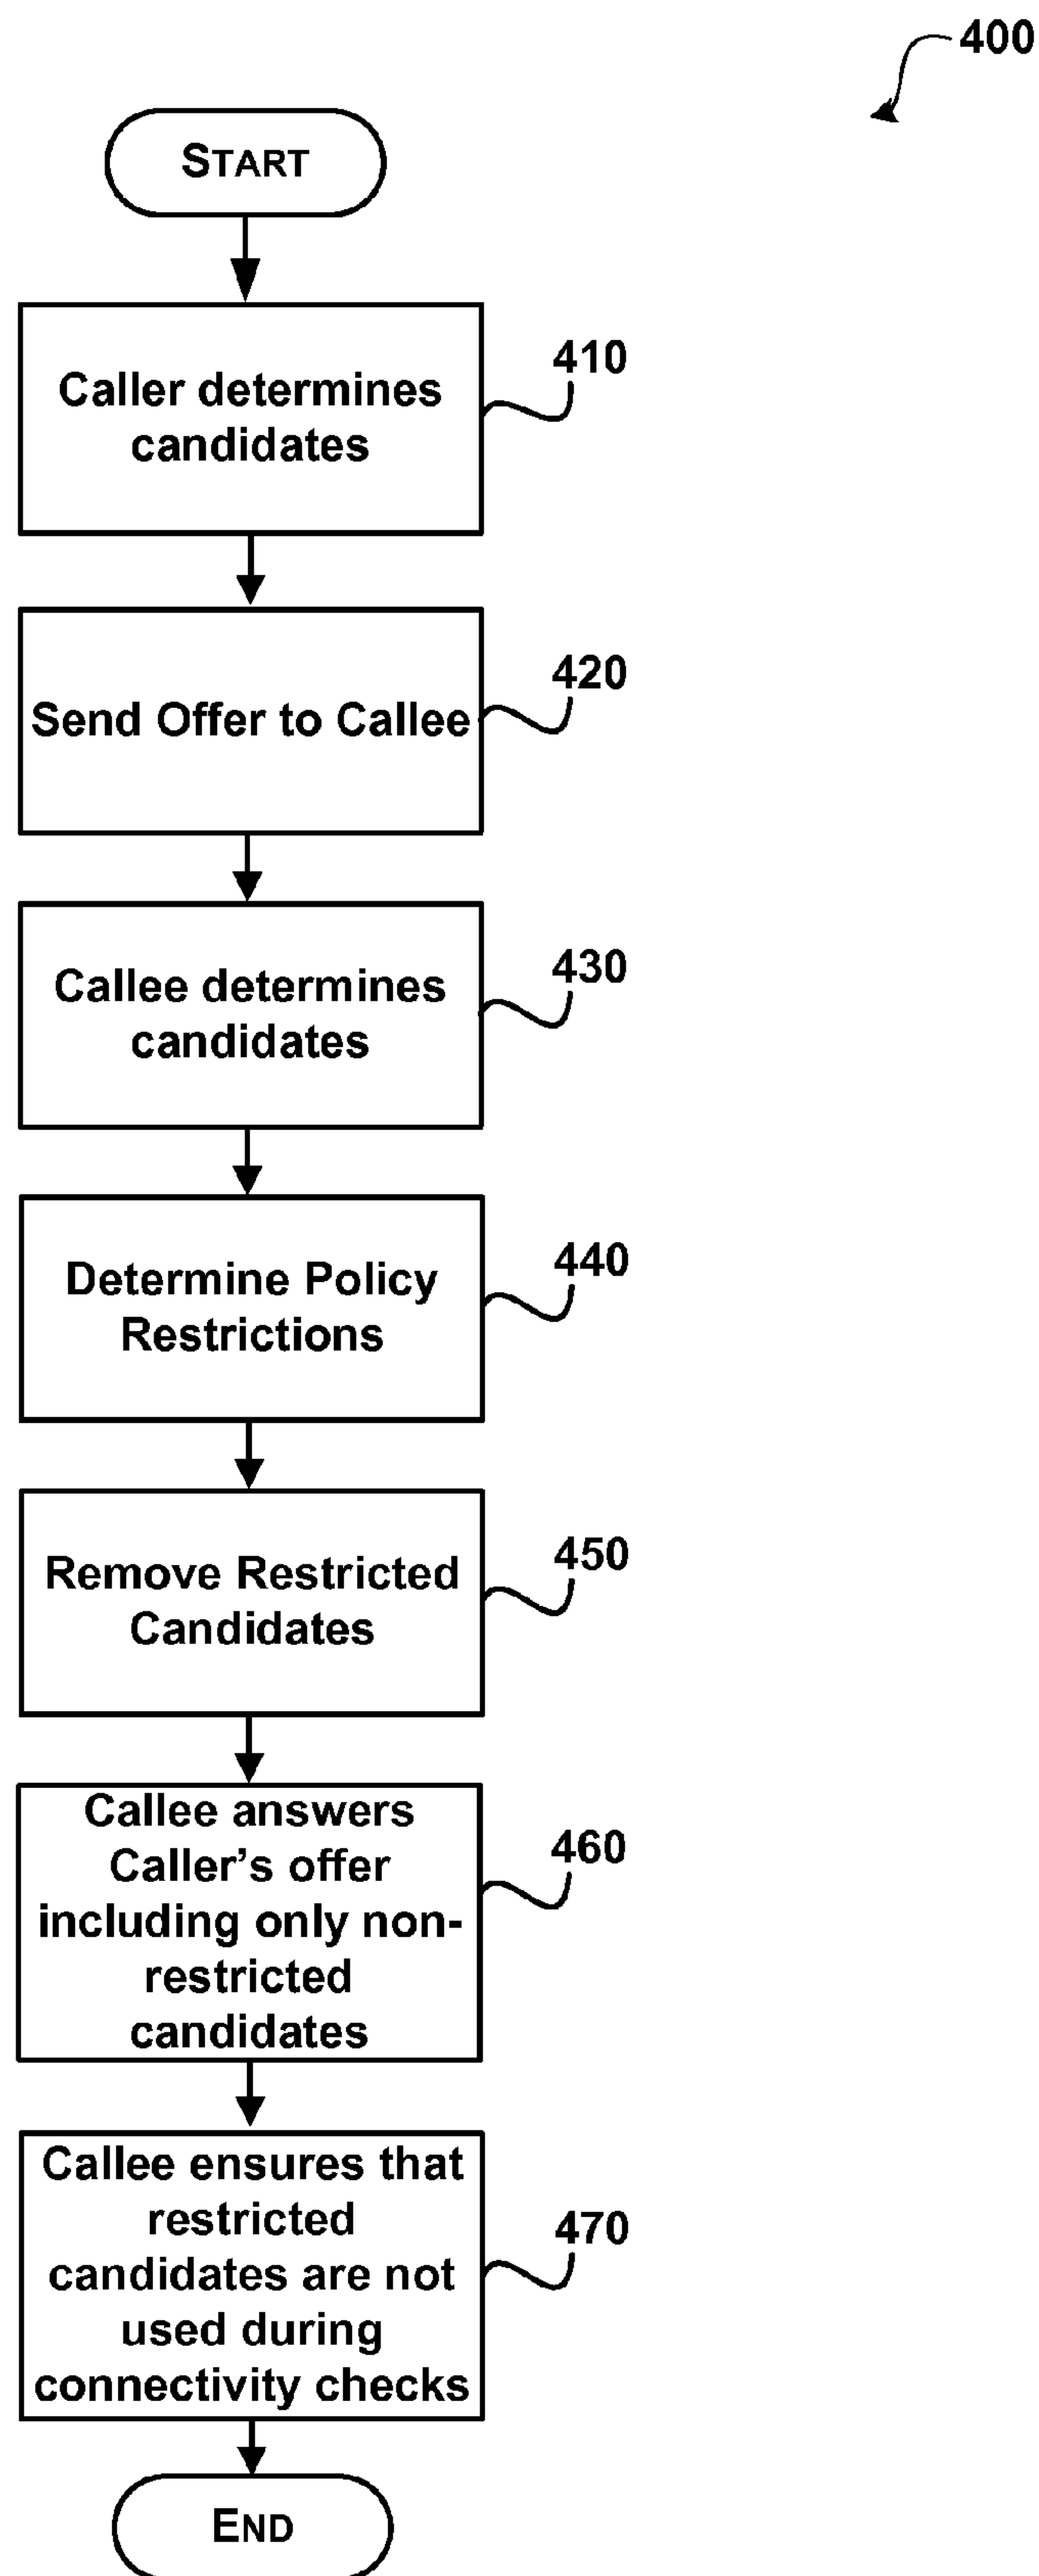 400
START
Caller determines
candidates
410
Send Offer to Callee
420
Callee determines
candidates
430
Determine Policy
Restrictions
440
Remove Restricted
Candidates
450
Callee answers
Caller's offer
including only non-
restricted
candidates
460
Callee ensures that
restricted
candidates are not
used during
connectivity checks
470
END